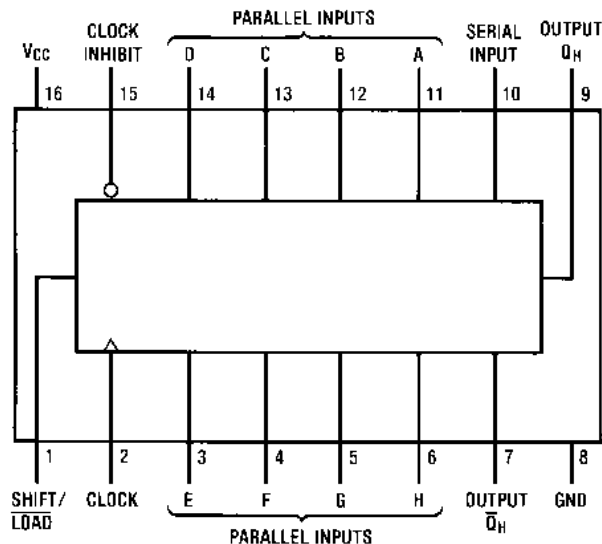 PARALLEL INPUTS
CLOCK OUTPUT
VCC INHIBIT D C B A SERIAL INPUT QH
16 15 14 13 12 11 10 9
1 2 3 4 5 6 7 8
SHIFT/ CLOCK E F G H OUTPUT GND
LOAD Q̅H
PARALLEL INPUTS